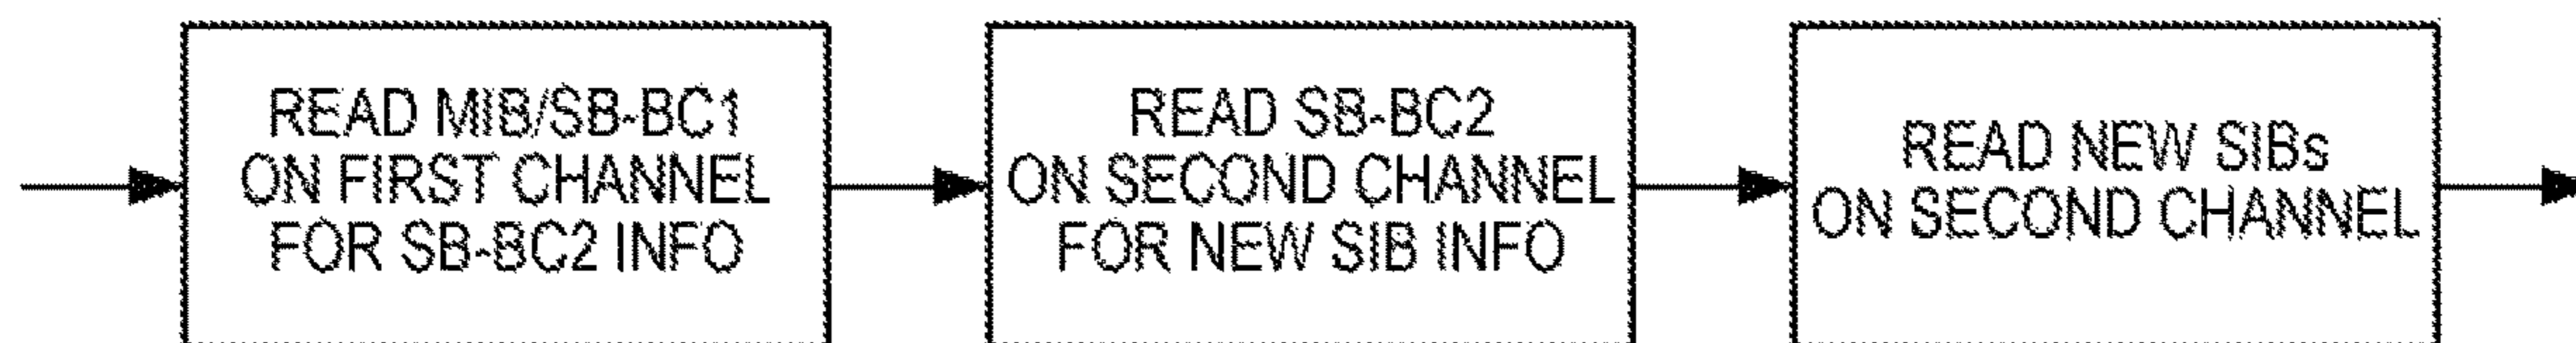 READ MIB/SB-BC1
ON FIRST CHANNEL
FOR SB-BC2 INFO
READ SB-BC2
ON SECOND CHANNEL
FOR NEW SIB INFO
READ NEW SIBs
ON SECOND CHANNEL